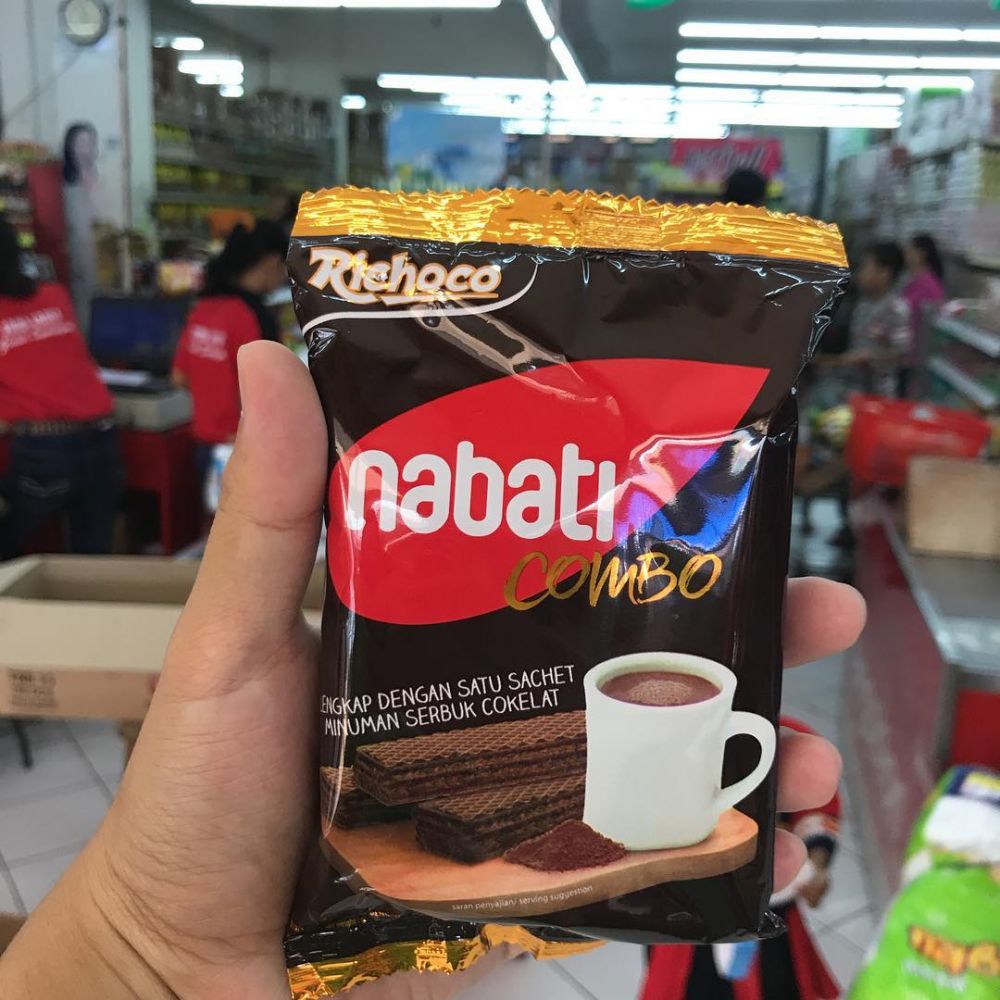 Richoco
nabati
COMBO
LENGKAP DENGAN SATU SACHET
MINUMAN SERBUK COKELAT
saran penyajian/ serving suggestion